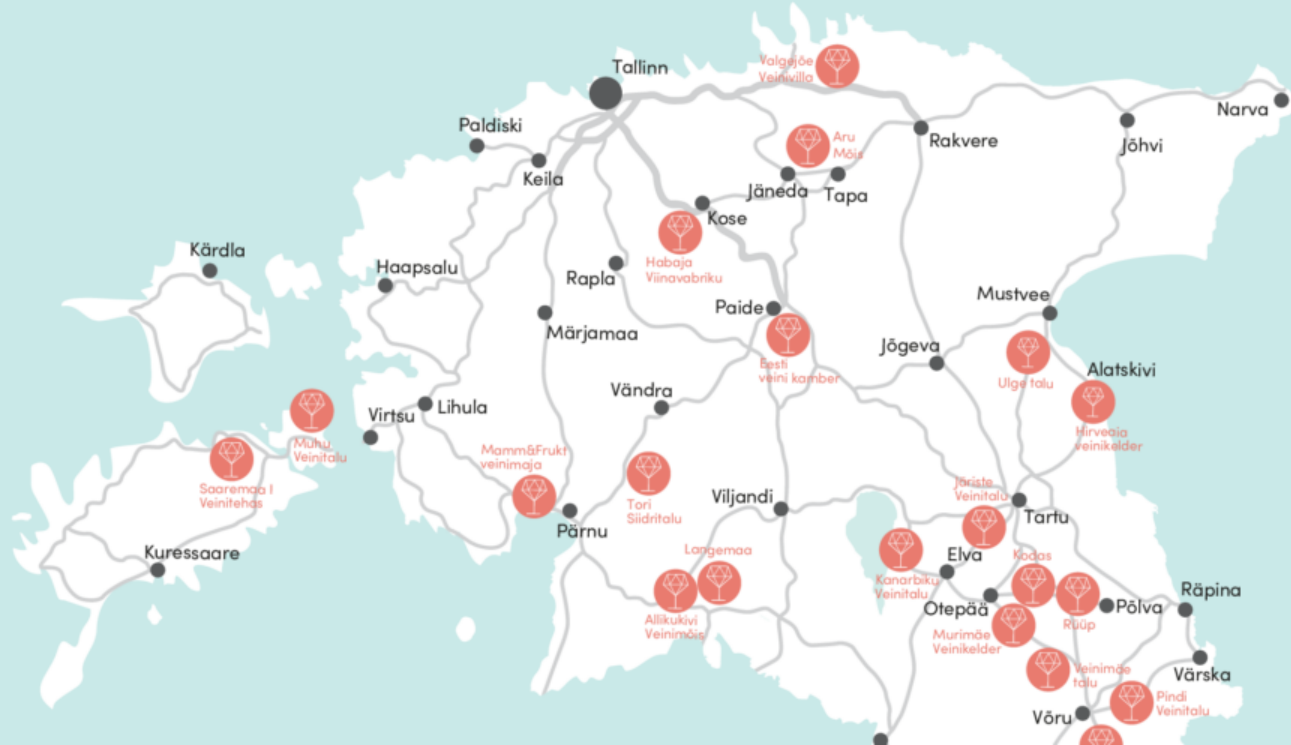 Tallinn
Valgejõe
Veinivilla
Narva
Paldiski
Keila
Aru
Mõis
Rakvere
Jõhvi
Jäneda
Tapa
Kose
Kärdla
Haapsalu
Habaja
Viinavabriku
Rapla
Mustvee
Paide
Märjamaa
Jõgeva
Eesti
veini kamber
Ulge talu
Alatskivi
Vändra
Virtsu
Lihula
Hirveaia
veinikelder
Muhu
Veinitalu
Mamm&Frukt
veinimaja
Saaremaa I
Veinitehas
Tori
Siidritalu
Viljandi
Järiste
Veinitalu
Tartu
Pärnu
Kuressaare
Langemaa
Elva
Kodas
Kanarbiku
Veinitalu
Otepää
Rüüp
Põlva
Räpina
Allikukivi
Veinimõis
Murimäe
Veinikelder
Veinimäe
talu
Värska
Pindi
Veinitalu
Võru